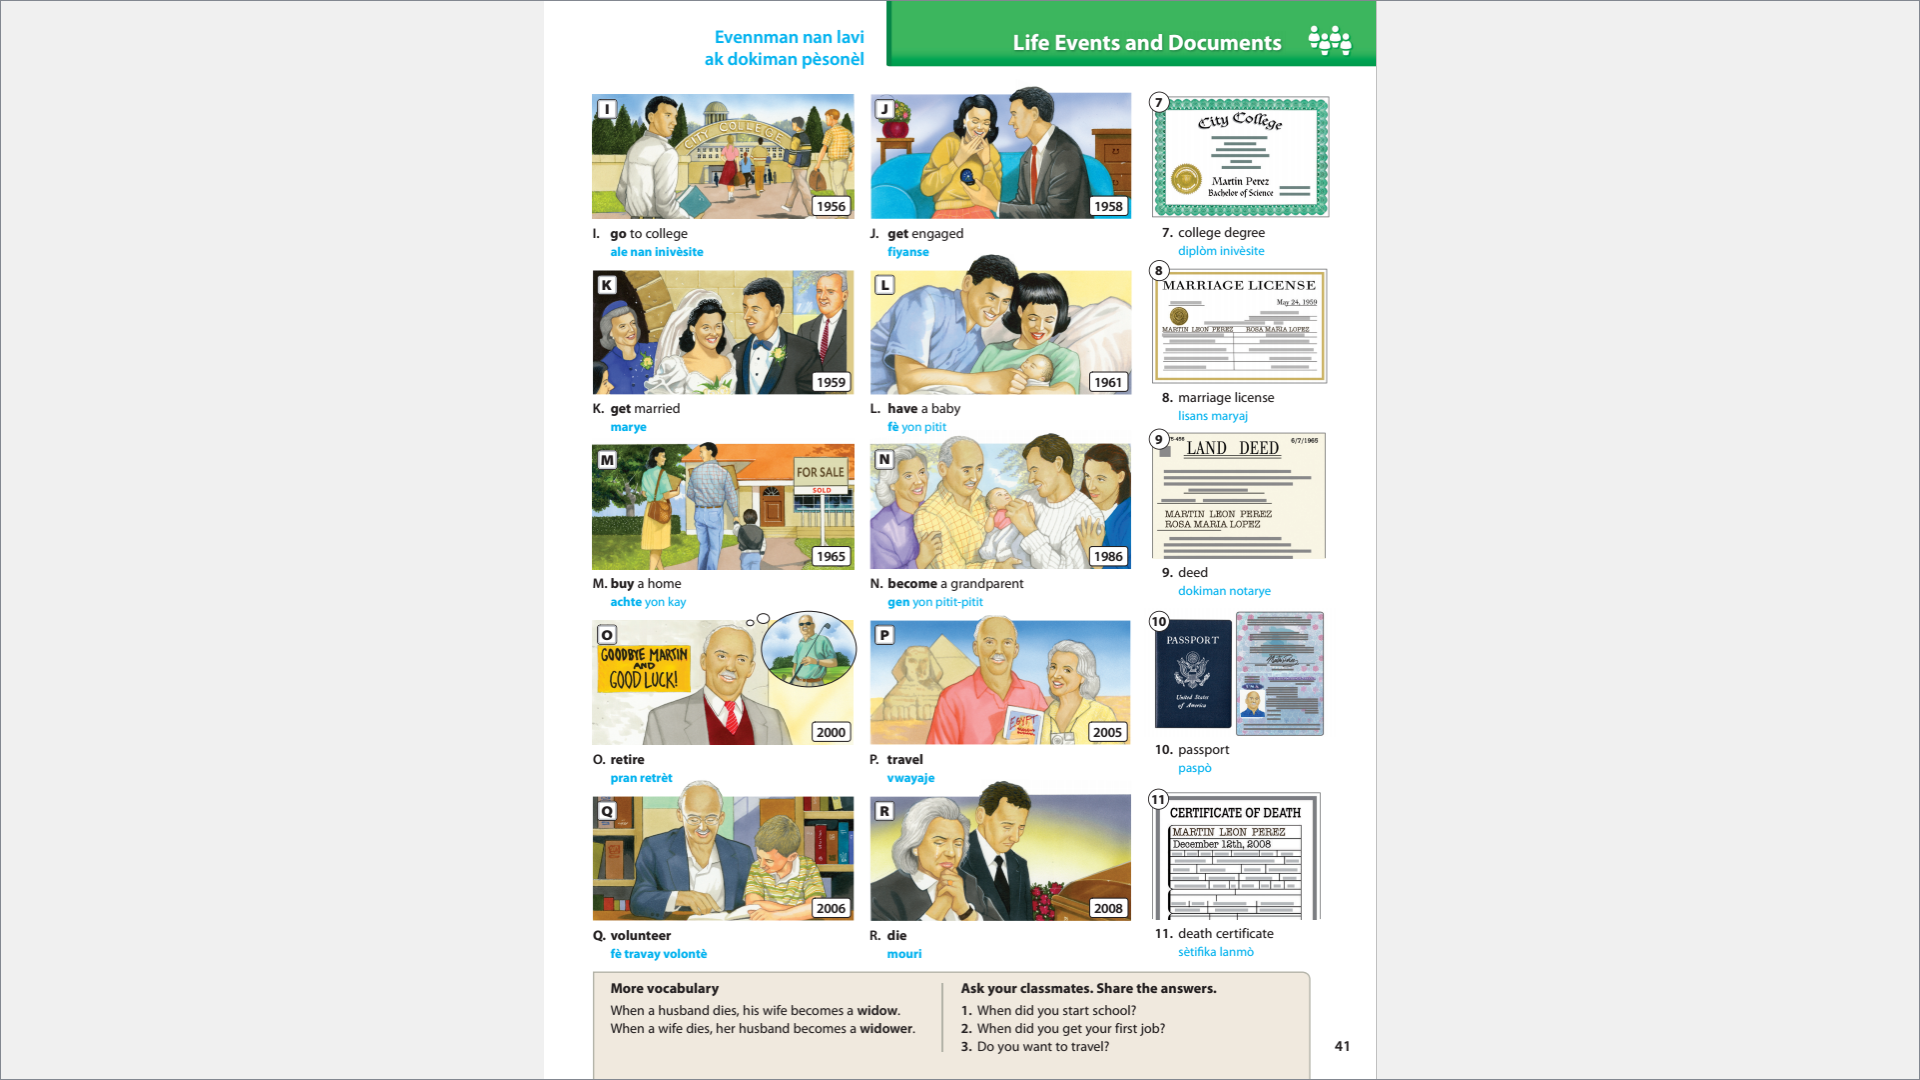 Evennman nan lavi
ak dokiman pèsonèl
Life Events and Documents
I
CITY COLLEGE
1956
I. go to college
ale nan inivèsite
J
1958
J. get engaged
fiyanse
7
City College
Martin Perez
Bachelor of Science
7. college degree
diplòm inivèsite
K
1959
K. get married
marye
L
1961
L. have a baby
fè yon pitit
8
MARRIAGE LICENSE
May 24, 1959
MARTIN LEON PEREZ ROSA MARIA LOPEZ
8. marriage license
lisans maryaj
M
FOR SALE
SOLD
1965
M. buy a home
achte yon kay
N
1986
N. become a grandparent
gen yon pitit-pitit
9
6/7/1965
LAND DEED
MARTIN LEON PEREZ
ROSA MARIA LOPEZ
9. deed
dokiman notarye
O
GOODBYE MARTIN
AND
GOOD LUCK!
2000
O. retire
pran retrèt
P
EGYPT
2005
P. travel
vwayaje
10
PASSPORT
United States
of America
10. passport
paspò
Q
2006
Q. volunteer
fè travay volontè
R
2008
R. die
mouri
11
CERTIFICATE OF DEATH
MARTIN LEON PEREZ
December 12th, 2008
11. death certificate
sètifika lanmò
More vocabulary
When a husband dies, his wife becomes a widow.
When a wife dies, her husband becomes a widower.
Ask your classmates. Share the answers.
1. When did you start school?
2. When did you get your first job?
3. Do you want to travel?
41